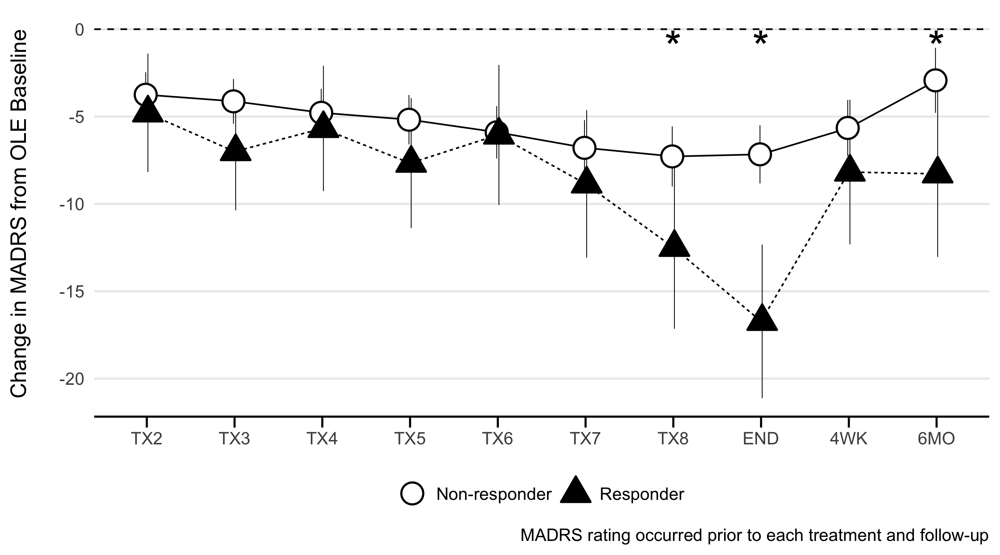 Change in MADRS from OLE Baseline
0
-5
-10
-15
-20
* * *
TX2 TX3 TX4 TX5 TX6 TX7 TX8 END 4WK 6MO
Non-responder Responder
MADRS rating occurred prior to each treatment and follow-up